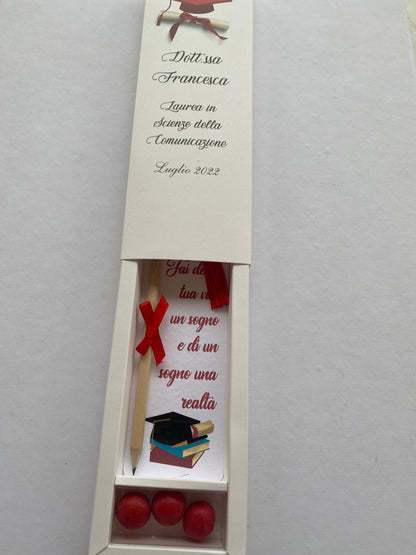 Dott.ssa
Francesca
Laurea in
Scienze della
Comunicazione
Luglio 2022
Fai
tua
un sogno
e di un
sogno una
realtà